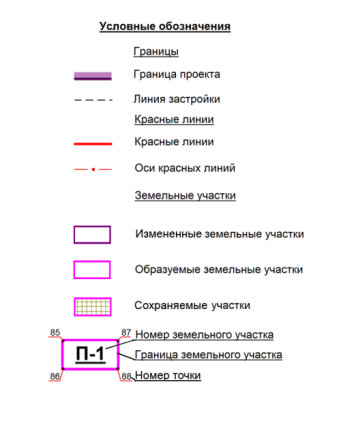 Условные обозначения
Границы
Граница проекта
Линия застройки
Красные линии
Красные линии
Оси красных линий
Земельные участки
Измененные земельные участки
Образуемые земельные участки
Сохраняемые участки
85 87 Номер земельного участка
П-1 Граница земельного участка
86 88 Номер точки